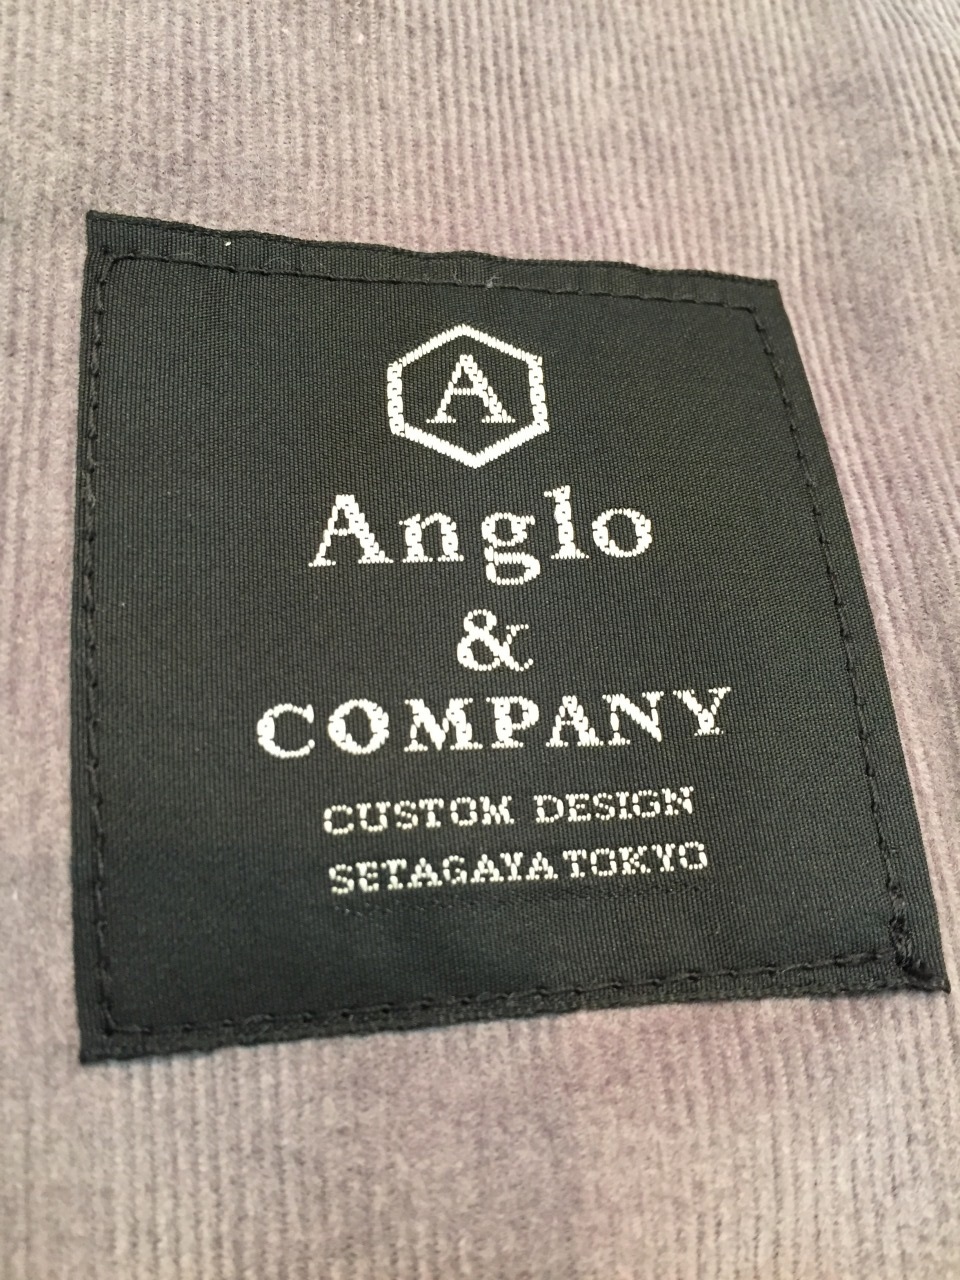 A
Anglo
&
COMPANY
CUSTOM DESIGN
SETAGAYA TOKYO